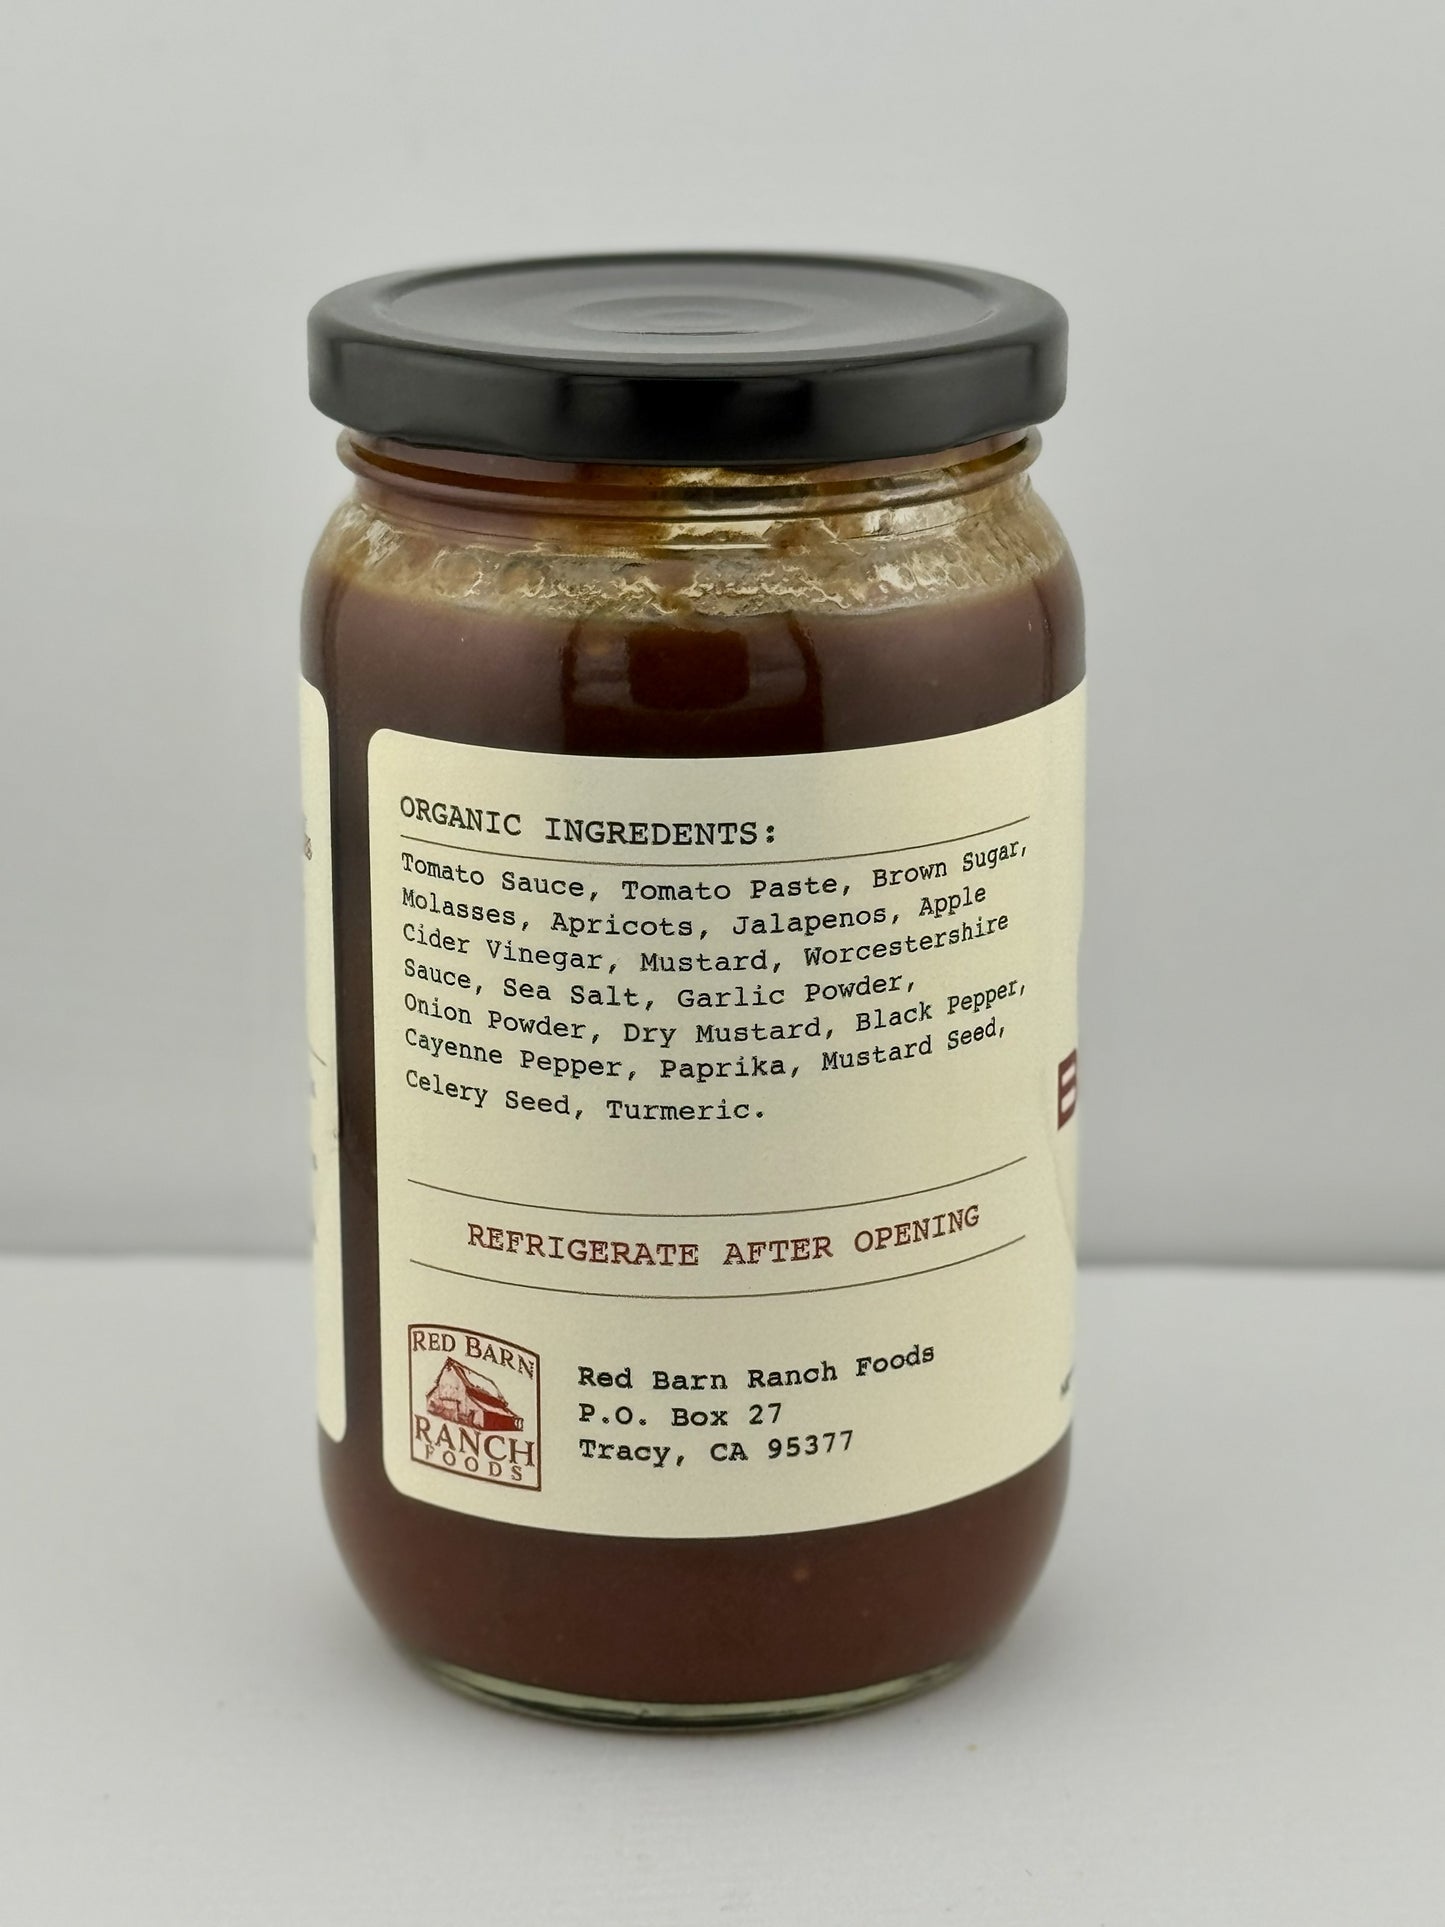 ORGANIC INGREDENTS:
Tomato Sauce, Tomato Paste, Brown Sugar,
Molasses, Apricots, Jalapenos, Apple
Cider Vinegar, Mustard, Worcestershire
Sauce, Sea Salt, Garlic Powder,
Onion Powder, Dry Mustard, Black Pepper,
Cayenne Pepper, Paprika, Mustard Seed,
Celery Seed, Turmeric.
REFRIGERATE AFTER OPENING
RED BARN
RANCH
FOODS
Red Barn Ranch Foods
P.O. Box 27
Tracy, CA 95377